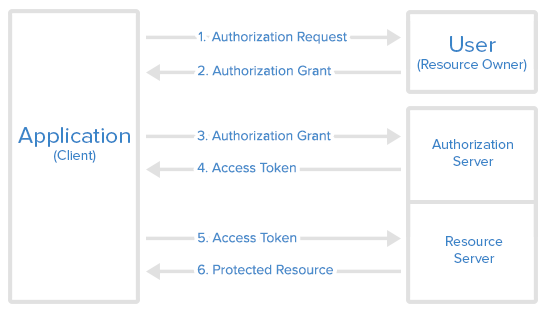 1. Authorization Request
User
(Resource Owner)
2. Authorization Grant
Application
(Client)
3. Authorization Grant
Authorization
Server
4. Access Token
5. Access Token
Resource
Server
6. Protected Resource